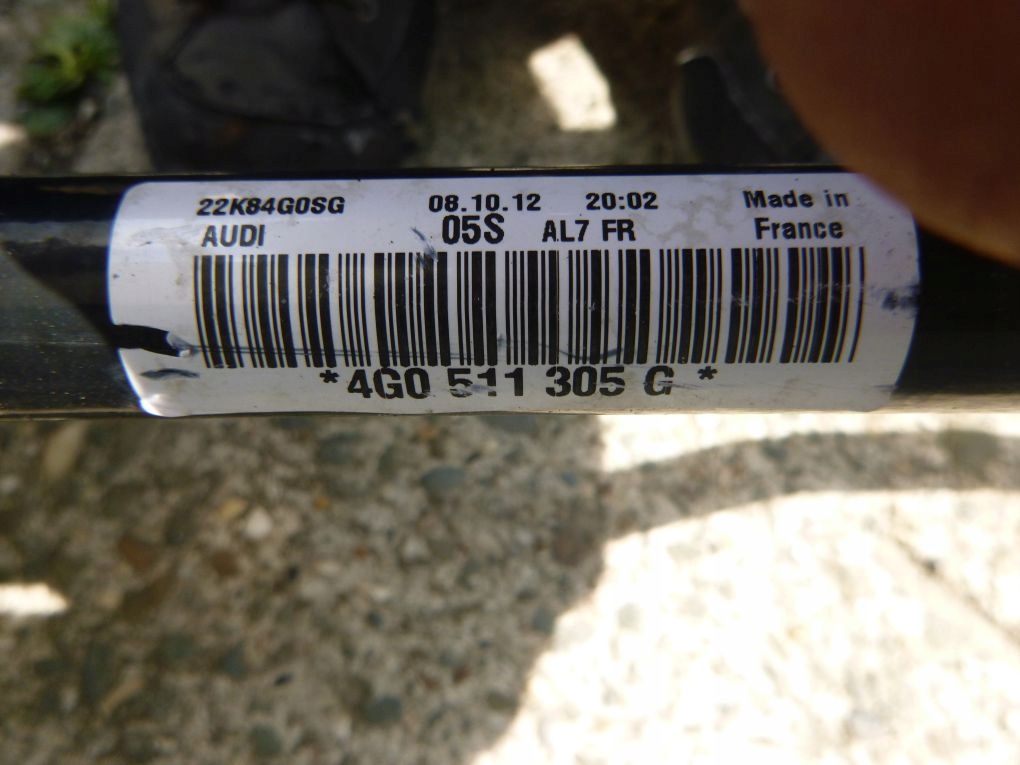 22K84G0SG 08.10.12 20:02 Made in
AUDI 05S AL7 FR France
*4G0 511 305 G *